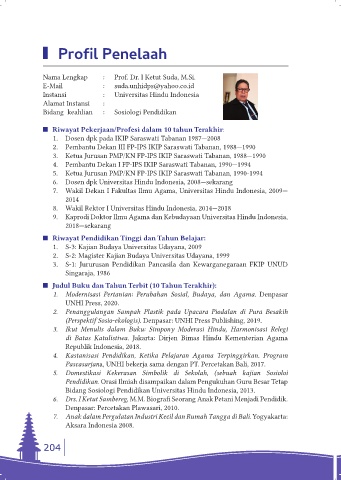 Profil Penelaah
Nama Lengkap : Prof. Dr. I Ketut Suda, M.Si.
E-Mail : suda.unhidps@yahoo.co.id
Instansi : Universitas Hindu Indonesia
Alamat Instansi :
Bidang keahlian : Sosiologi Pendidikan
Riwayat Pekerjaan/Profesi dalam 10 tahun Terakhir:
1. Dosen dpk pada IKIP Saraswati Tabanan 1987—2008
2. Pembantu Dekan III FP-IPS IKIP Saraswati Tabanan, 1988—1990
3. Ketua Jurusan PMP/KN FP-IPS IKIP Saraswati Tabanan, 1988—1990
4. Pembantu Dekan I FP-IPS IKIP Saraswati Tabanan, 1990—1994
5. Ketua Jurusan PMP/KN FP-IPS IKIP Saraswati Tabanan, 1990-1994
6. Dosen dpk Universitas Hindu Indonesia, 2008—sekarang
7. Wakil Dekan I Fakultas Ilmu Agama, Universitas Hindu Indonesia, 2009—
2014
8. Wakil Rektor I Universitas Hindu Indonesia, 2014—2018
9. Kaprodi Doktor Ilmu Agama dan Kebudayaan Universitas Hindu Indonesia,
2018—sekarang
Riwayat Pendidikan Tinggi dan Tahun Belajar:
1. S-3: Kajian Budaya Universitas Udayana, 2009
2. S-2: Magister Kajian Budaya Universitas Udayana, 1999
3. S-1: Jururusan Pendidikan Pancasila dan Kewarganegaraan FKIP UNUD
Singaraja, 1986
Judul Buku dan Tahun Terbit (10 Tahun Terakhir):
1. Modernisasi Pertanian: Perubahan Sosial, Budaya, dan Agama. Denpasar
UNHI Press, 2020.
2. Penanggulangan Sampah Plastik pada Upacara Piodalan di Pura Besakih
(Perspektif Sosio-ekologis). Denpasar: UNHI Press Publishing, 2019.
3. Ikut Menulis dalam Buku: Sinpony Moderasi Hindu, Harmonisasi Relegi
di Batas Katulistiwa. Jakarta: Dirjen Bimas Hindu Kementerian Agama
Republik Indonesia, 2018.
4. Kastanisasi Pendidikan, Ketika Pelajaran Agama Terpinggirkan. Program
Pascasarjana, UNHI bekerja sama dengan PT. Percetakan Bali, 2017.
5. Domestikasi Kekerasan Simbolik di Sekolah, (sebuah kajian Sosiologi
Pendidikan. Orasi Ilmiah disampaikan dalam Pengukuhan Guru Besar Tetap
Bidang Sosiologi Pendidikan Universitas Hindu Indonesia, 2013.
6. Drs. I Ketut Sambereg, M.M. Biografi Seorang Anak Petani Menjadi Pendidik.
Denpasar: Percetakan Plawasari, 2010.
7. Anak dalam Pergulatan Industri Kecil dan Rumah Tangga di Bali. Yogyakarta:
Aksara Indonesia 2008.
204